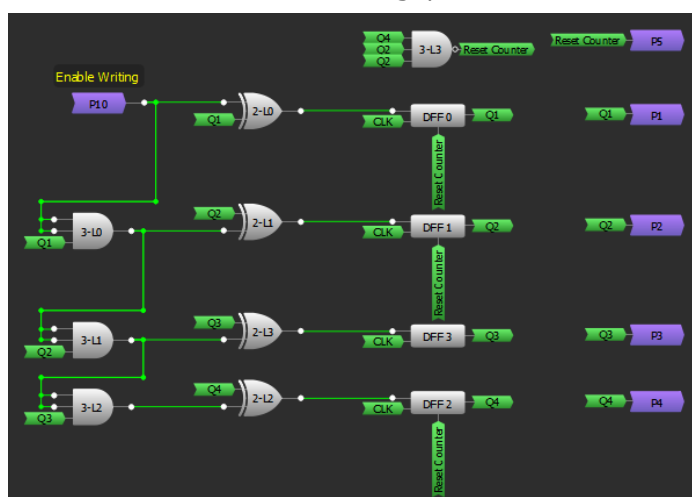 Q4
Q2
Q2
3-L3
Reset Counter
Reset Counter
P5
Enable Writing
P10
Q1
2-L0
CLK
DFF 0
Q1
Q1
P1
Reset Counter
Q1
3-L0
Q2
2-L1
CLK
DFF 1
Q2
Q2
P2
Reset Counter
Q2
3-L1
Q3
2-L3
CLK
DFF 3
Q3
Q3
P3
Q3
3-L2
Q4
2-L2
CLK
DFF 2
Q4
Q4
P4
Reset Counter